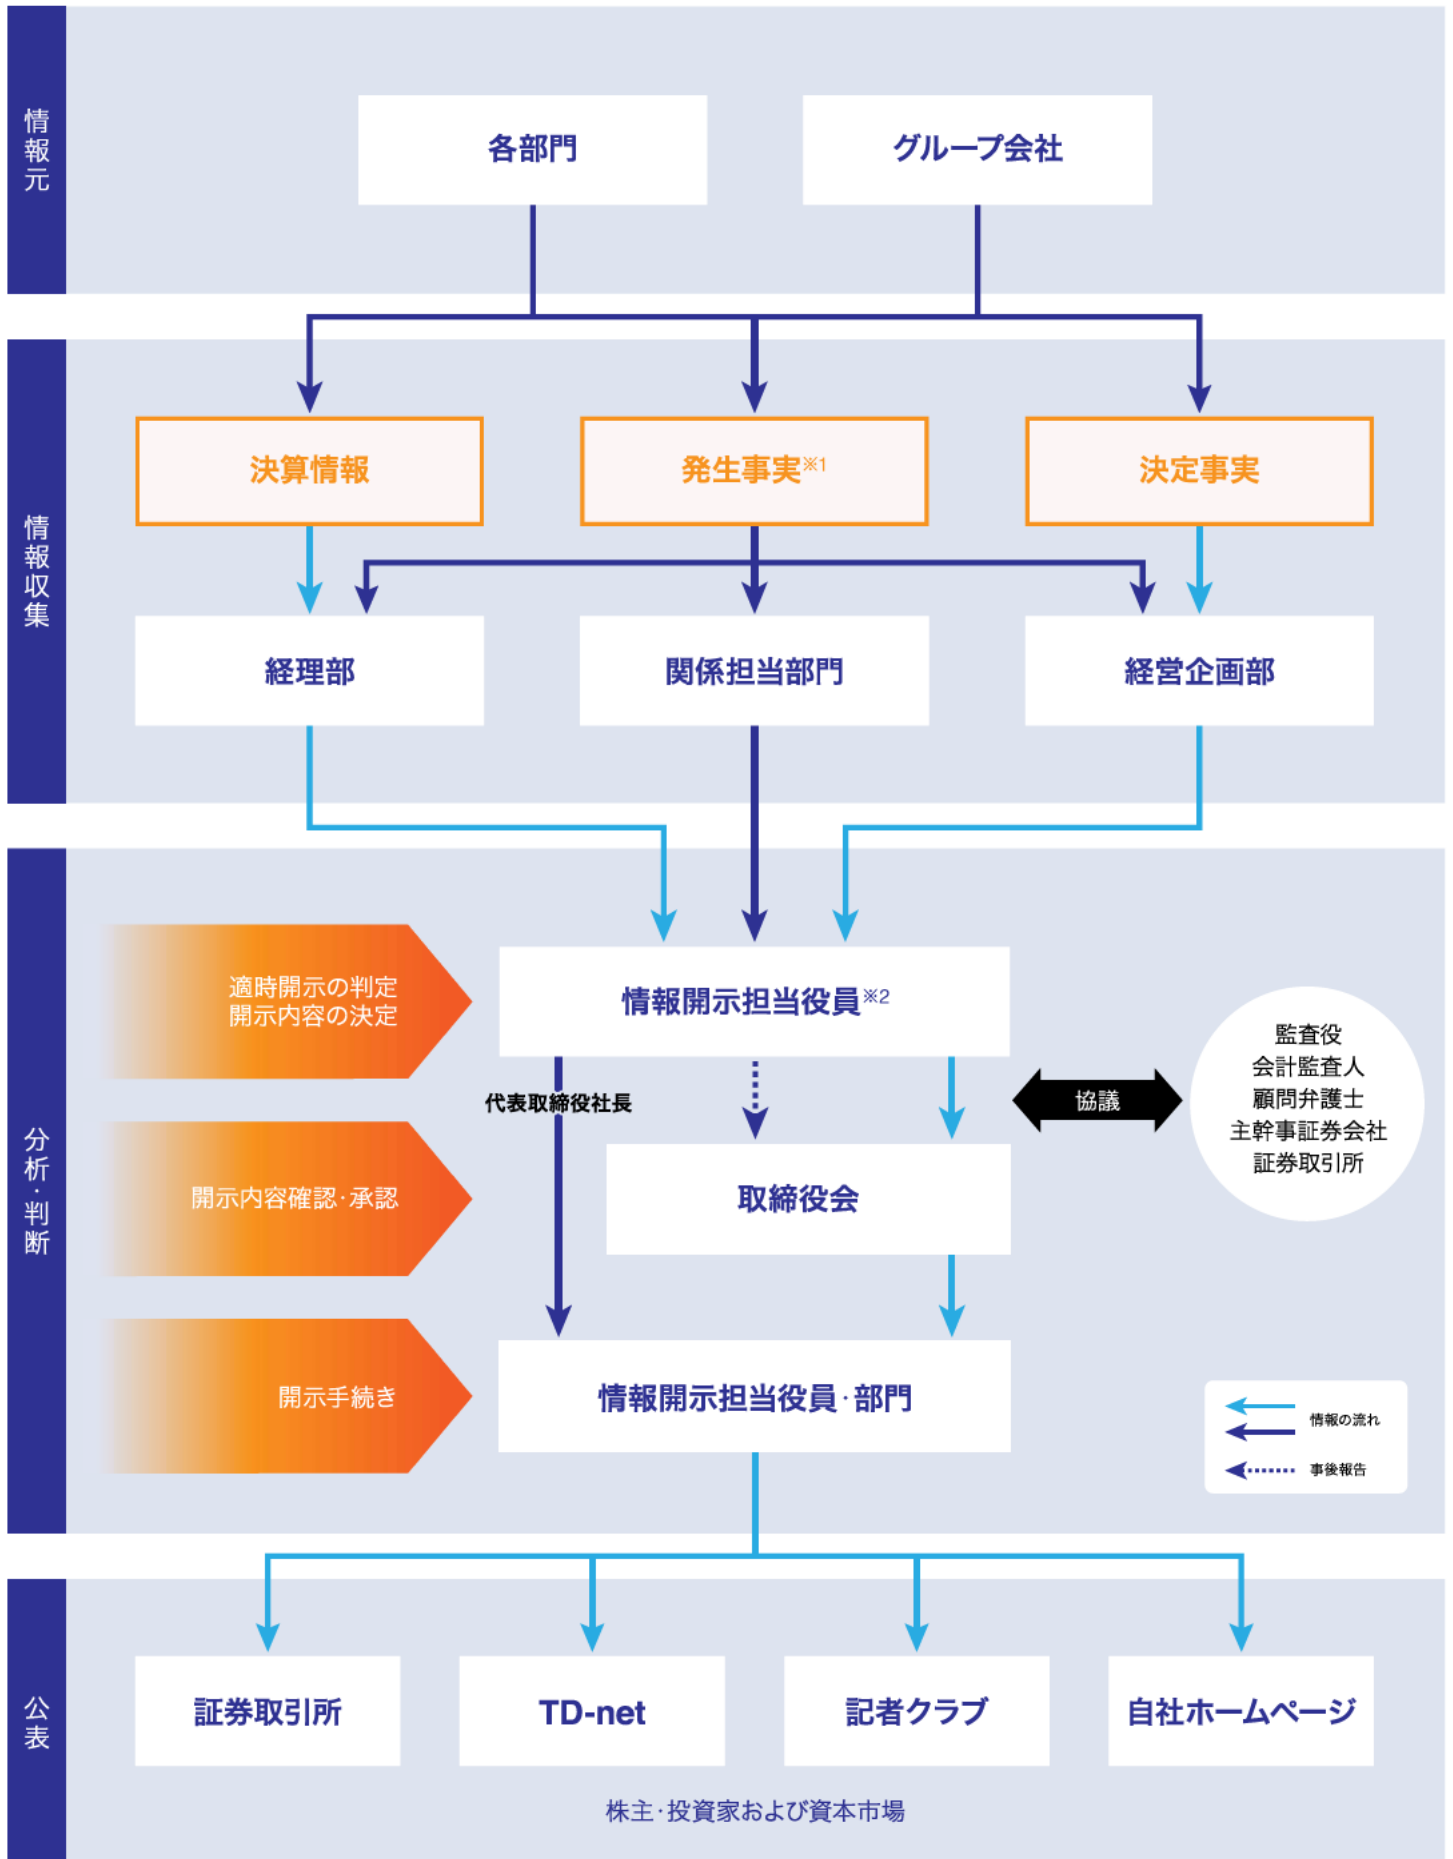 情報元
各部門
グループ会社
情報収集
決算情報
発生事実※1
決定事実
経理部
関係担当部門
経営企画部
分析・判断
適時開示の判定
開示内容の決定
情報開示担当役員※2
代表取締役社長
協議
監査役
会計監査人
顧問弁護士
主幹事証券会社
証券取引所
開示内容確認・承認
取締役会
開示手続き
情報開示担当役員・部門
情報の流れ
事後報告
公表
証券取引所
TD-net
記者クラブ
自社ホームページ
株主・投資家および資本市場